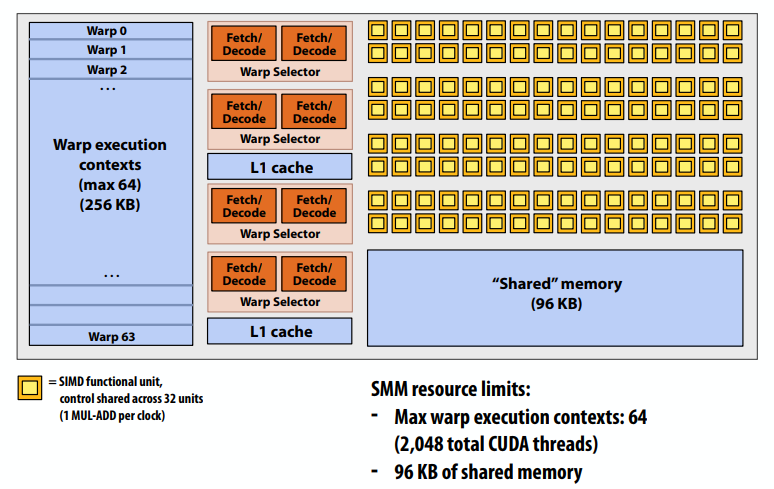 Warp 0
Warp 1
Warp 2
...
Warp execution
contexts
(max 64)
(256 KB)
...
Warp 63
Fetch/
Decode
Fetch/
Decode
Warp Selector
Fetch/
Decode
Fetch/
Decode
Warp Selector
L1 cache
Fetch/
Decode
Fetch/
Decode
Warp Selector
Fetch/
Decode
Fetch/
Decode
Warp Selector
L1 cache
“Shared” memory
(96 KB)
= SIMD functional unit,
control shared across 32 units
(1 MUL-ADD per clock)
SMM resource limits:
- Max warp execution contexts: 64
(2,048 total CUDA threads)
- 96 KB of shared memory